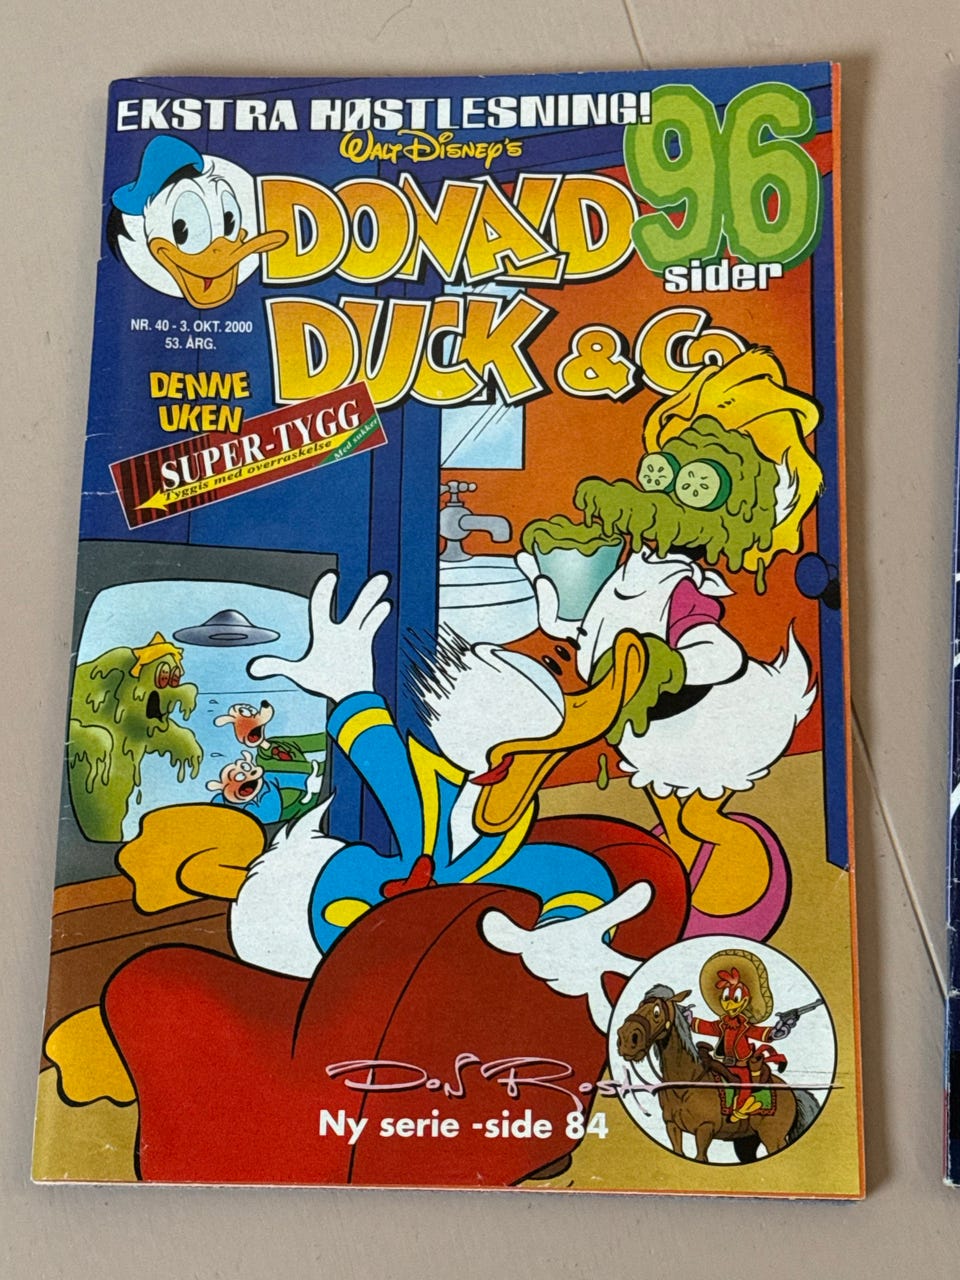 EKSTRA HØSTLESNING!
WALT DISNEY'S
DONALD
DUCK & Co
96
sider
NR. 40 - 3. OKT. 2000
53. ÅRG.
DENNE
UKEN
SUPER-TYGG
Tyggis med overraskelse
Med sukker
DON ROSA
Ny serie -side 84